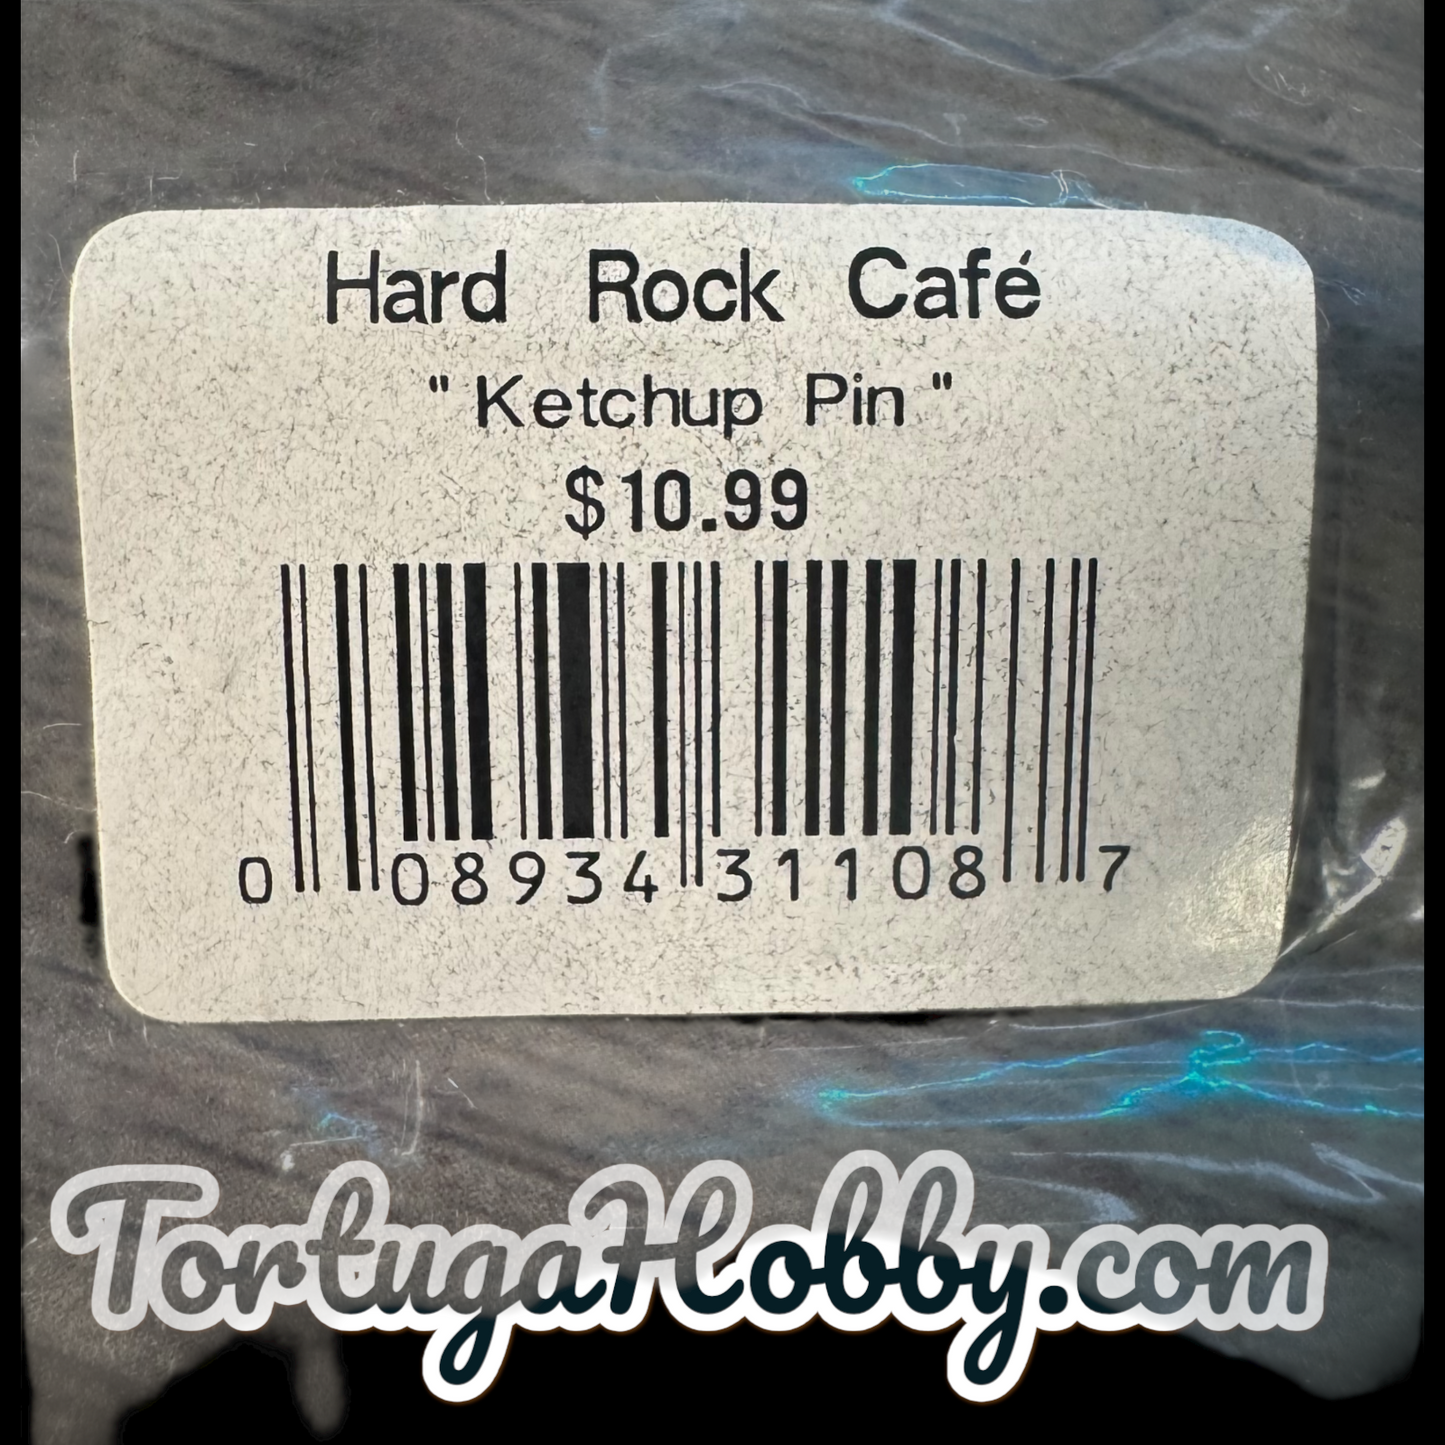 Hard Rock Café
"Ketchup Pin"
$10.99
0 08934 31108 7
TortugaHobby.com